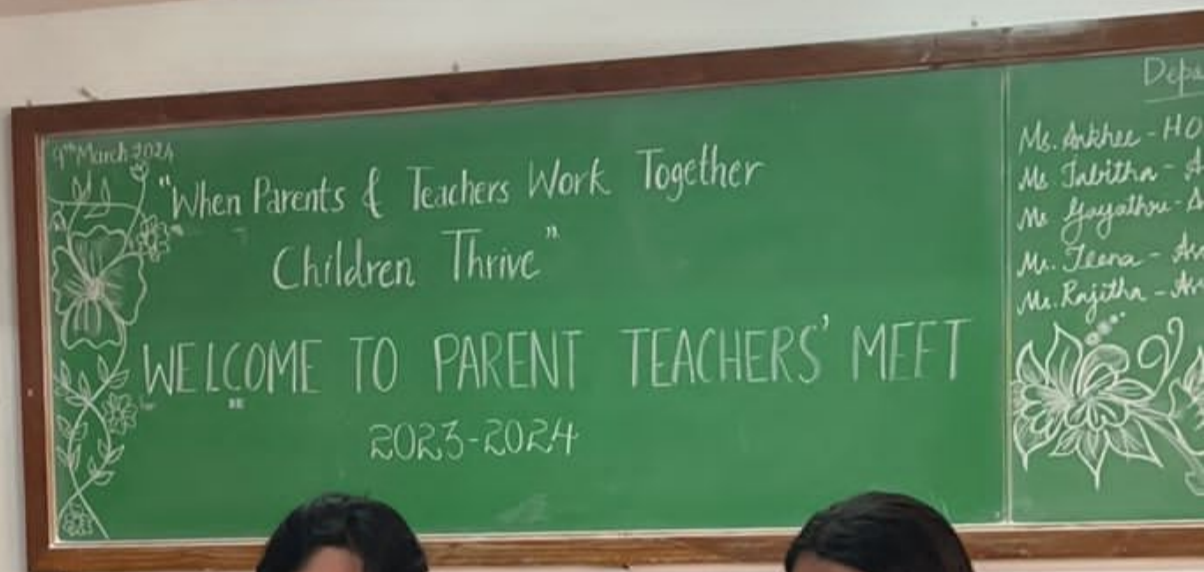 9th March 2024
"When Parents & Teachers Work Together
Children Thrive"
WELCOME TO PARENT TEACHERS' MEET
2023-2024
Ms. Ankhee - HO
Ms Tabitha -
Ms Gayathri -
Ms. Teena -
Ms. Rajitha -